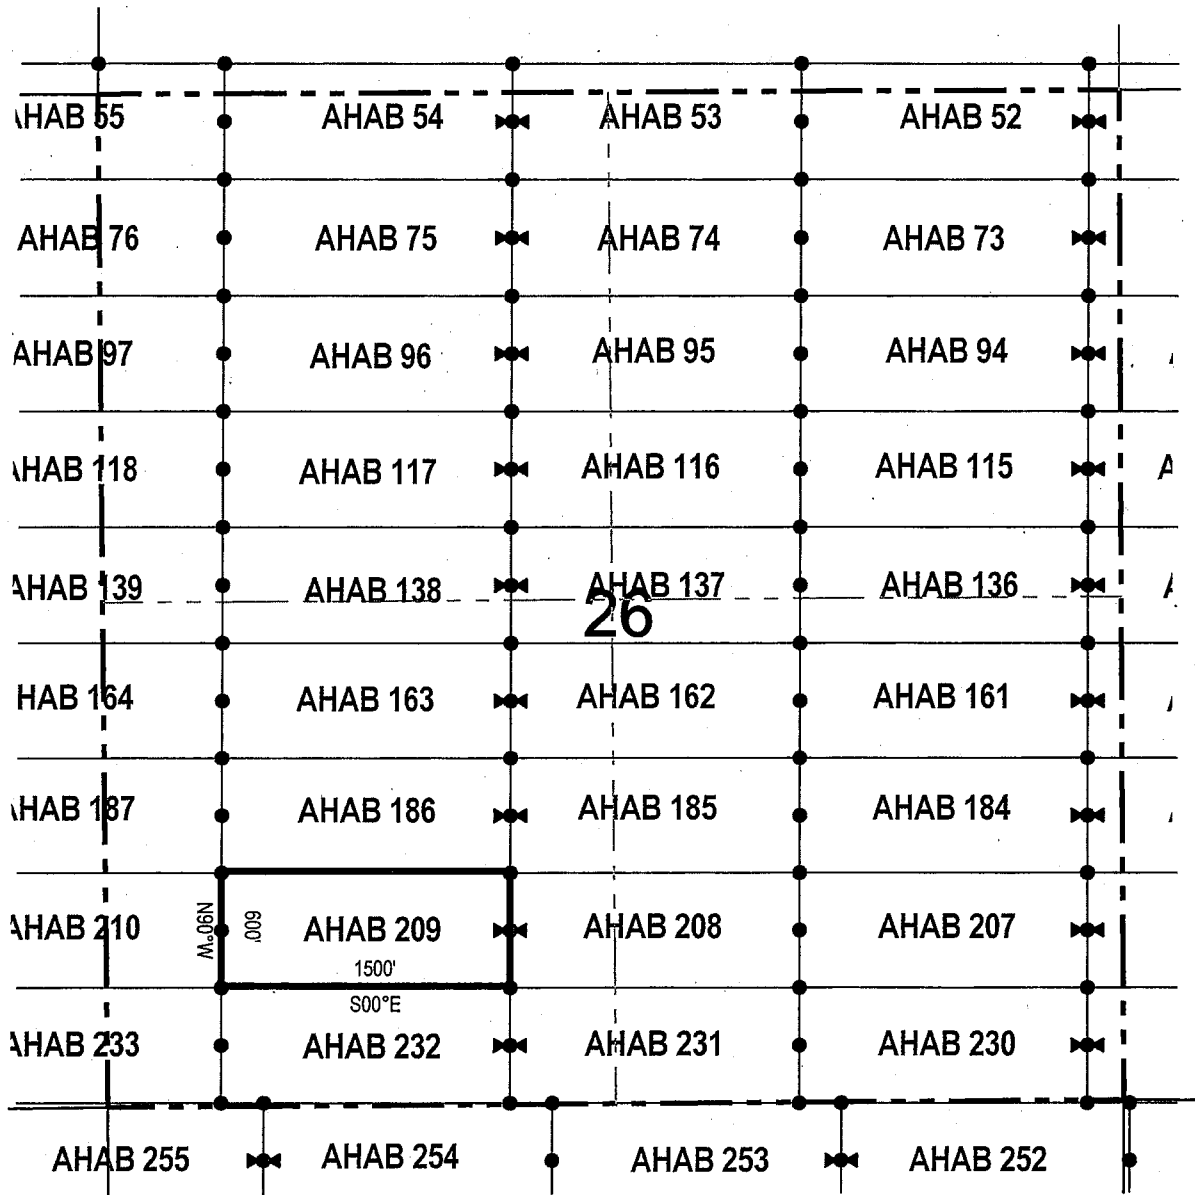 AHAB 55 AHAB 54 AHAB 53 AHAB 52
AHAB 76 AHAB 75 AHAB 74 AHAB 73
AHAB 97 AHAB 96 AHAB 95 AHAB 94
AHAB 118 AHAB 117 AHAB 116 AHAB 115 A
AHAB 139 AHAB 138 AHAB 137 AHAB 136
26
HAB 164 AHAB 163 AHAB 162 AHAB 161
AHAB 187 AHAB 186 AHAB 185 AHAB 184
AHAB 210 N90°W 600' AHAB 209 AHAB 208 AHAB 207
1500'
S00°E
AHAB 233 AHAB 232 AHAB 231 AHAB 230
AHAB 255 AHAB 254 AHAB 253 AHAB 252